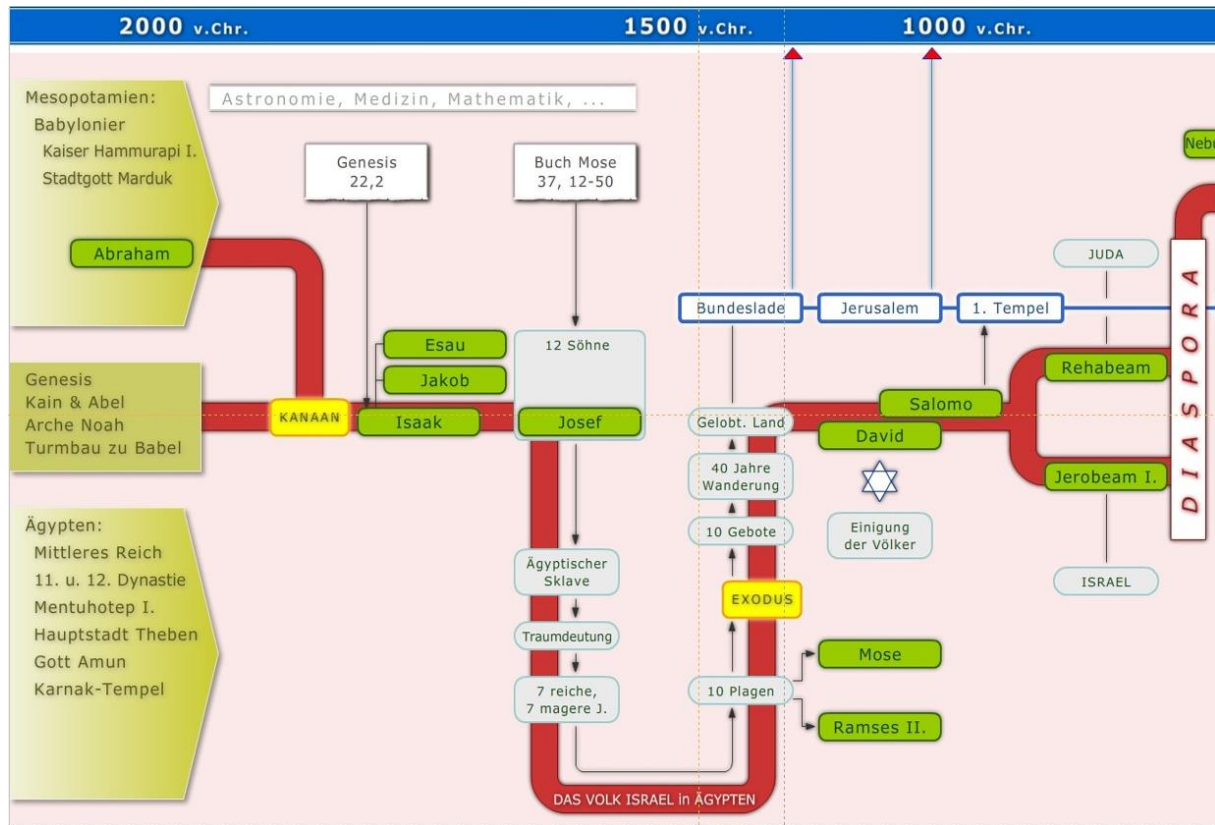 2000 v.Chr.
1500 v.Chr.
1000 v.Chr.
Mesopotamien:
Babylonier
Kaiser Hammurapi I.
Stadtgott Marduk
Astronomie, Medizin, Mathematik, ...
Genesis
22,2
Buch Mose
37, 12-50
Abraham
JUDA
Bundeslade
Jerusalem
1. Tempel
Esau
Jakob
Isaak
12 Söhne
Josef
KANAAN
Genesis
Kain & Abel
Arche Noah
Turmbau zu Babel
Rehabeam
Salomo
David
Gelobt. Land
40 Jahre
Wanderung
10 Gebote
Einigung
der Völker
Jerobeam I.
ISRAEL
DIASPORA
Ägypten:
Mittleres Reich
11. u. 12. Dynastie
Mentuhotep I.
Hauptstadt Theben
Gott Amun
Karnak-Tempel
Ägyptischer
Sklave
Traumdeutung
7 reiche,
7 magere J.
EXODUS
10 Plagen
Mose
Ramses II.
DAS VOLK ISRAEL in ÄGYPTEN